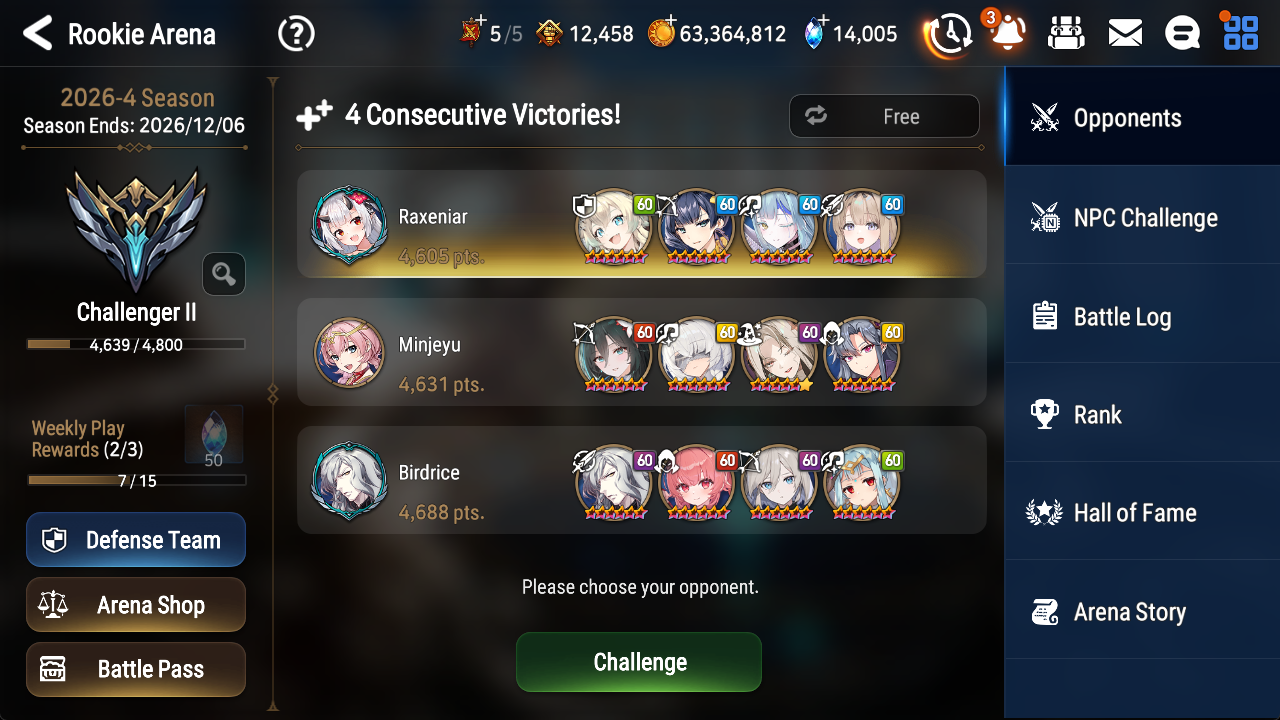 Rookie Arena
?
5/5
12,458
63,364,812
14,005
3
2026-4 Season
Season Ends: 2026/12/06
Challenger II
4,639 / 4,800
Weekly Play
Rewards (2/3)
50
7 / 15
Defense Team
Arena Shop
Battle Pass
4 Consecutive Victories!
Free
Raxeniar
4,605 pts.
60
60
60
60
Minjeyu
4,631 pts.
60
60
60
60
Birdrice
4,688 pts.
60
60
60
60
Please choose your opponent.
Challenge
Opponents
N
NPC Challenge
Battle Log
Rank
Hall of Fame
Arena Story